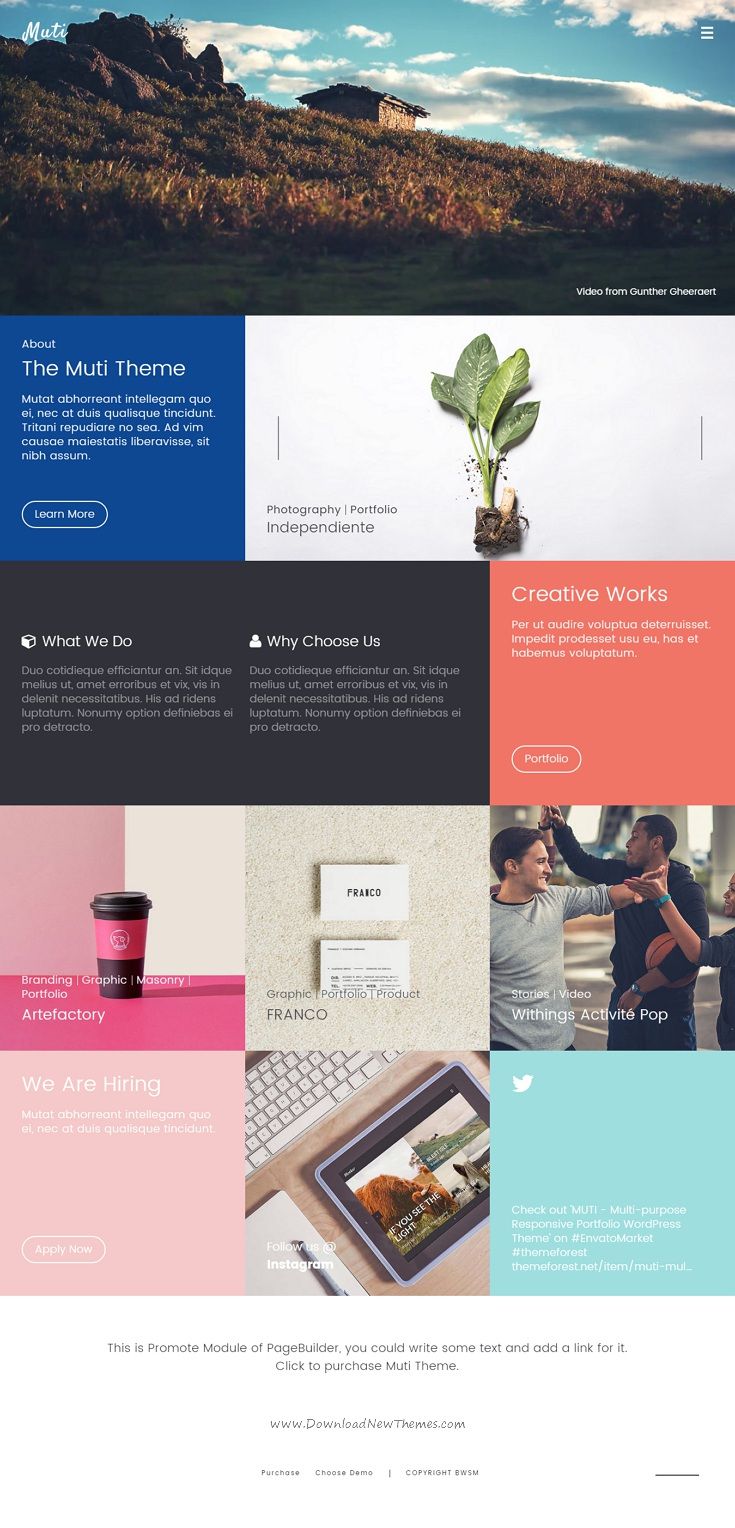 Muti
Video from Gunther Gheeraert
About
The Muti Theme
Mutat abhorreant intellegam quo
ei, nec at duis qualisque tincidunt.
Tritani repudiare no sea. Ad vim
causae maiestatis liberavisse, sit
nibh assum.
Learn More
Photography | Portfolio
Independiente
What We Do
Duo cotidieque efficiantur an. Sit idque
melius ut, amet erroribus et vix, vis in
delenit necessitatibus. His ad ridens
luptatum. Nonumy option definiebas ei
pro detracto.
Why Choose Us
Duo cotidieque efficiantur an. Sit idque
melius ut, amet erroribus et vix, vis in
delenit necessitatibus. His ad ridens
luptatum. Nonumy option definiebas ei
pro detracto.
Creative Works
Per ut audire voluptua deterruisset.
Impedit prodesset usu eu, has et
habemus voluptatum.
Portfolio
Branding | Graphic | Masonry |
Portfolio
Artefactory
FRANCO
Graphic | Portfolio | Product
FRANCO
Stories | Video
Withings Activité Pop
We Are Hiring
Mutat abhorreant intellegam quo
ei, nec at duis qualisque tincidunt.
Apply Now
IF YOU SEE THE
LIGHT
Follow us @
Instagram
Check out 'MUTI - Multi-purpose
Responsive Portfolio WordPress
Theme' on #EnvatoMarket
#themeforest
themeforest.net/item/muti-mul...
This is Promote Module of PageBuilder, you could write some text and add a link for it.
Click to purchase Muti Theme.
www.DownloadNewThemes.com
Purchase Choose Demo | COPYRIGHT BWSM